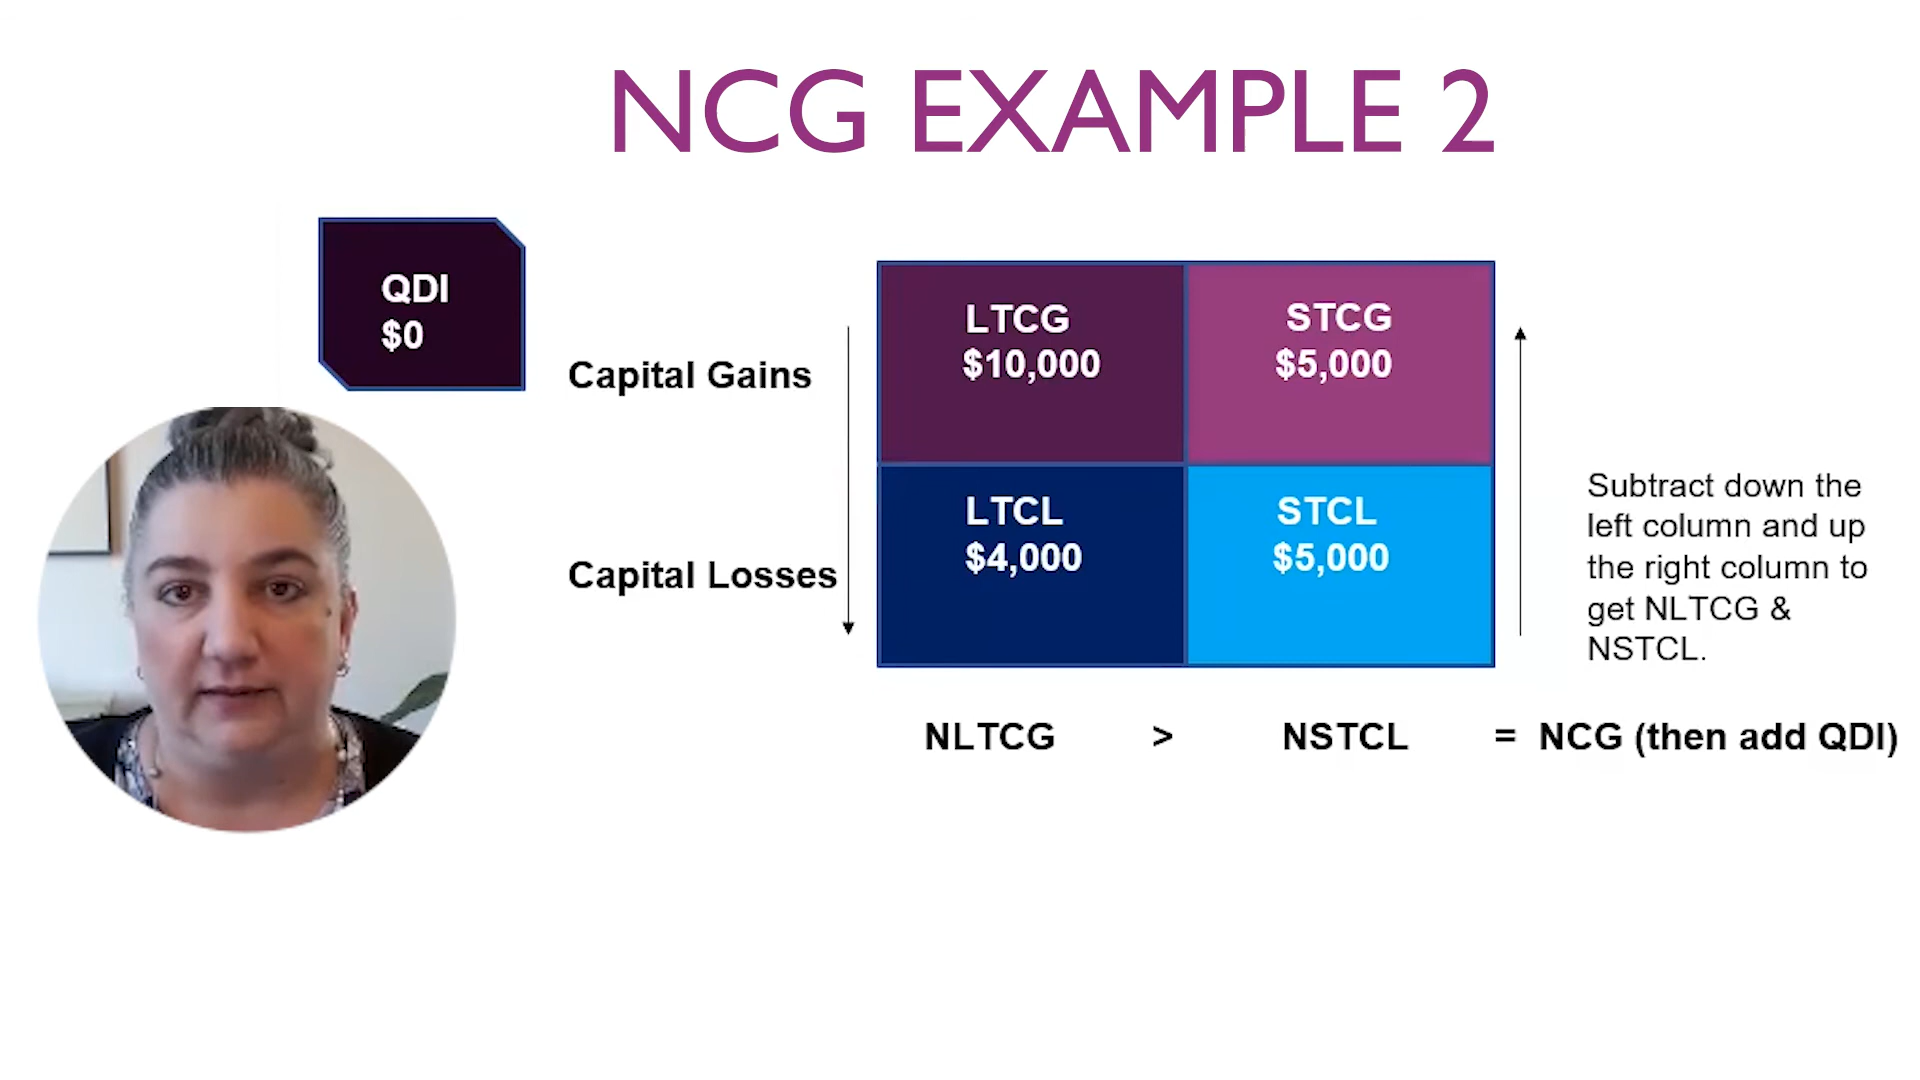 NCG EXAMPLE 2
QDI
$0
Capital Gains
LTCG
$10,000
STCG
$5,000
Capital Losses
LTCL
$4,000
STCL
$5,000
Subtract down the
left column and up
the right column to
get NLTCG &
NSTCL.
NLTCG > NSTCL = NCG (then add QDI)